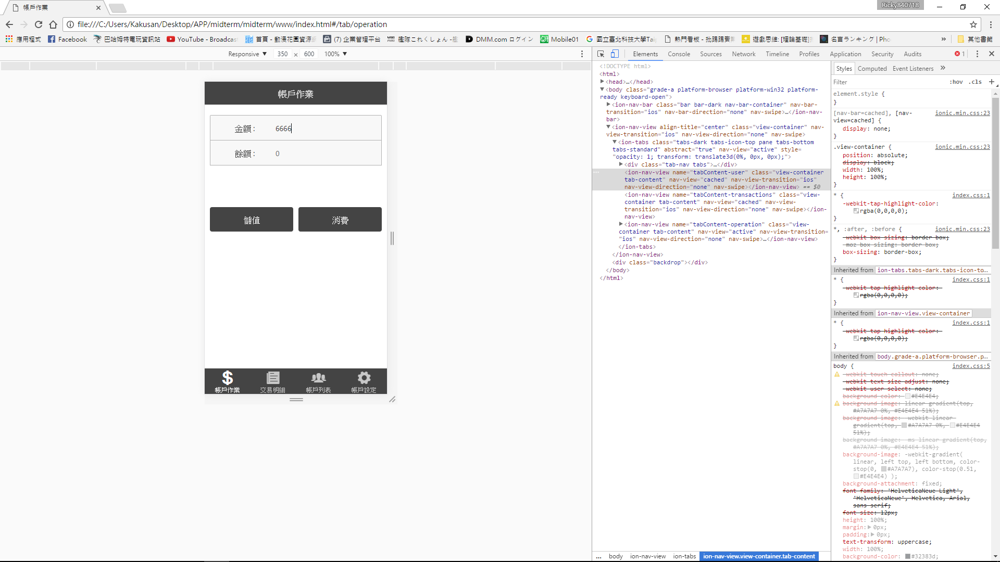 帳戶作業
Ricky840718
file:///C:/Users/Kakusan/Desktop/APP/midterm/midterm/www/index.html#/tab/operation
應用程式 Facebook 巴哈姆特電玩資訊站 YouTube - Broadcas 首頁 - 動漫花園資源 (7) 企業管理平台 WIKI WIKI 艦隊これくしょん -艦 DMM.com ログイン Mobile01 國立臺北科技大學Tai 熱門看板 - 批踢踢實 遊戲思維: [理論基礎] 名言ランキング | Pho » 其他書籤
Responsive ▼ 350 x 600 100% ▼
帳戶作業
金額： 6666
餘額： 0
儲值 消費
帳戶作業 交易明細 帳戶列表 帳戶設定
Elements Console Sources Network Timeline Profiles Application Security Audits 1
<!DOCTYPE html>
<html>
<head>…</head>
<body class="grade-a platform-browser platform-win32 platform-
ready keyboard-open">
<ion-nav-bar class="bar bar-dark nav-bar-container" nav-bar-
transition="ios" nav-bar-direction="none" nav-swipe>…</ion-nav-
bar>
<ion-nav-view align-title="center" class="view-container" nav-
view-transition="ios" nav-view-direction="none" nav-swipe>
<ion-tabs class="tabs-dark tabs-icon-top pane tabs-bottom
tabs-standard" abstract="true" nav-view="active" style=
"opacity: 1; transform: translate3d(0%, 0px, 0px);">
<div class="tab-nav tabs">…</div>
<ion-nav-view name="tabContent-user" class="view-container
tab-content" nav-view="cached" nav-view-transition="ios"
nav-view-direction="none" nav-swipe></ion-nav-view> == $0
<ion-nav-view name="tabContent-transactions" class="view-
container tab-content" nav-view="cached" nav-view-
transition="ios" nav-view-direction="none" nav-swipe></ion-
nav-view>
<ion-nav-view name="tabContent-operation" class="view-
container tab-content" nav-view="active" nav-view-transition=
"ios" nav-view-direction="none" nav-swipe>…</ion-nav-view>
</ion-tabs>
</ion-nav-view>
<div class="backdrop"></div>
</body>
</html>
... body ion-nav-view ion-tabs ion-nav-view.view-container.tab-content
Styles Computed Event Listeners »
Filter :hov .cls +
element.style {
}
[nav-bar=cached], [nav- ionic.min.css:23
view=cached] {
display: none;
}
.view-container { ionic.min.css:23
position: absolute;
display: block;
width: 100%;
height: 100%;
}
* { index.css:1
-webkit-tap-highlight-color:
rgba(0,0,0,0);
}
*, :after, :before { ionic.min.css:23
-webkit-box-sizing: border-box;
-moz-box-sizing: border-box;
box-sizing: border-box;
}
Inherited from ion-tabs.tabs-dark.tabs-icon-to…
* { index.css:1
-webkit-tap-highlight-color:
rgba(0,0,0,0);
}
Inherited from ion-nav-view.view-container
* { index.css:1
-webkit-tap-highlight-color:
rgba(0,0,0,0);
}
Inherited from body.grade-a.platform-browser.p…
body { index.css:5
-webkit-touch-callout: none;
-webkit-text-size-adjust: none;
-webkit-user-select: none;
background-color: #E4E4E4;
background-image: linear-gradient(top,
#A7A7A7 0%, #E4E4E4 51%);
background-image: -webkit-linear-
gradient(top, #A7A7A7 0%, #E4E4E4
51%);
background-image: -ms-linear-gradient(top,
#A7A7A7 0%, #E4E4E4 51%);
background-image: -webkit-gradient(
linear, left top, left bottom, color-
stop(0, #A7A7A7), color-stop(0.51,
#E4E4E4) );
background-attachment: fixed;
font-family: 'HelveticaNeue-Light',
'HelveticaNeue', Helvetica, Arial,
sans-serif;
font-size: 12px;
height: 100%;
margin: 0px;
padding: 0px;
text-transform: uppercase;
width: 100%;
background-color: #32383d;